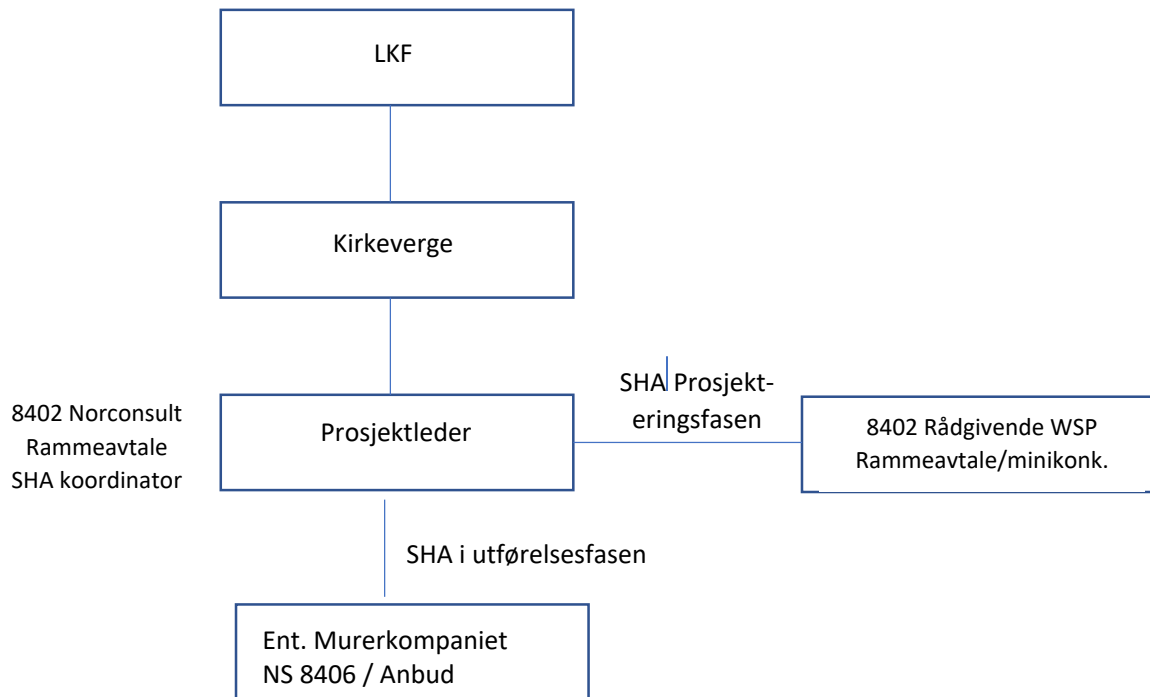 LKF
Kirkeverge
SHA Prosjekt-
eringsfasen
8402 Norconsult
Rammeavtale
SHA koordinator
Prosjektleder
8402 Rådgivende WSP
Rammeavtale/minikonk.
SHA i utførelsesfasen
Ent. Murerkompaniet
NS 8406 / Anbud